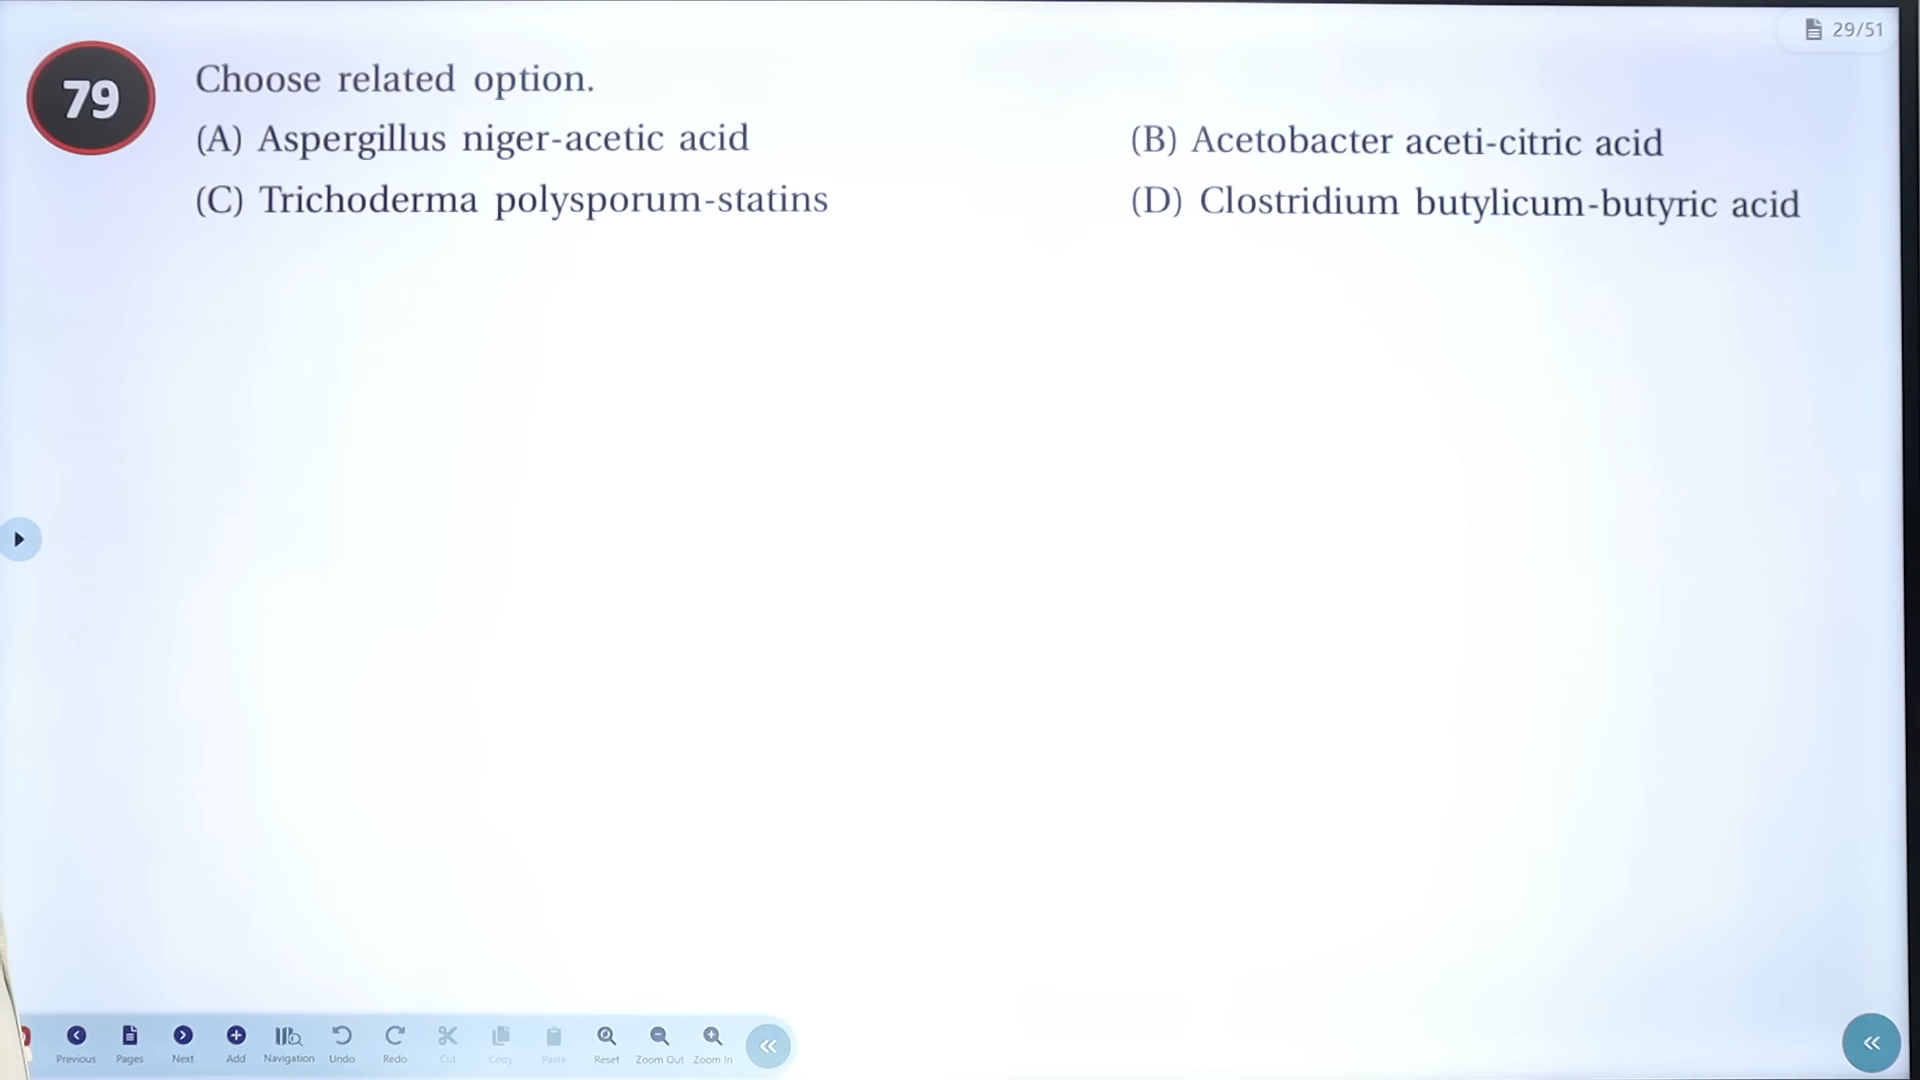 29/51
79
Choose related option.
(A) Aspergillus niger-acetic acid
(B) Acetobacter aceti-citric acid
(C) Trichoderma polysporum-statins
(D) Clostridium butylicum-butyric acid
Previous
Pages
Next
Add
Navigation
Undo
Redo
Cut
Copy
Paste
Reset
Zoom Out
Zoom In